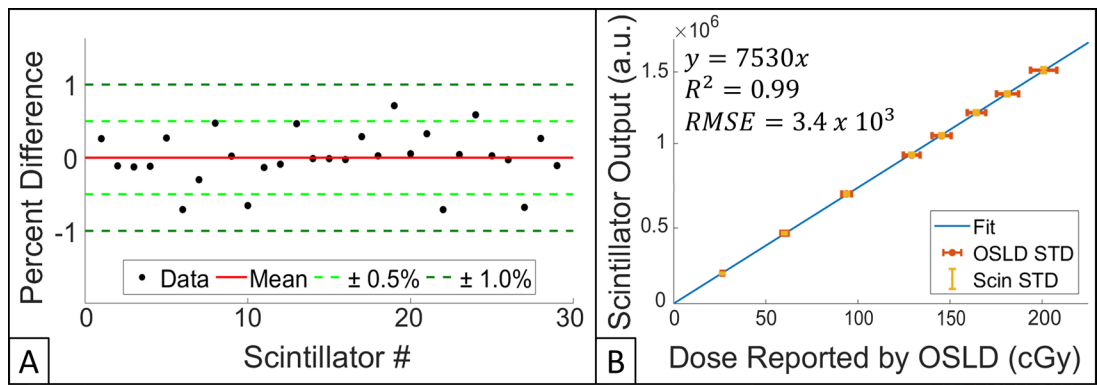 Percent Difference
1
0
-1
Data
Mean
± 0.5%
± 1.0%
0
10
20
30
Scintillator #
A
Scintillator Output (a.u.)
×10⁶
y = 7530x
R² = 0.99
RMSE = 3.4 x 10³
1.5
1
0.5
0
Fit
OSLD STD
Scin STD
0
50
100
150
200
Dose Reported by OSLD (cGy)
B